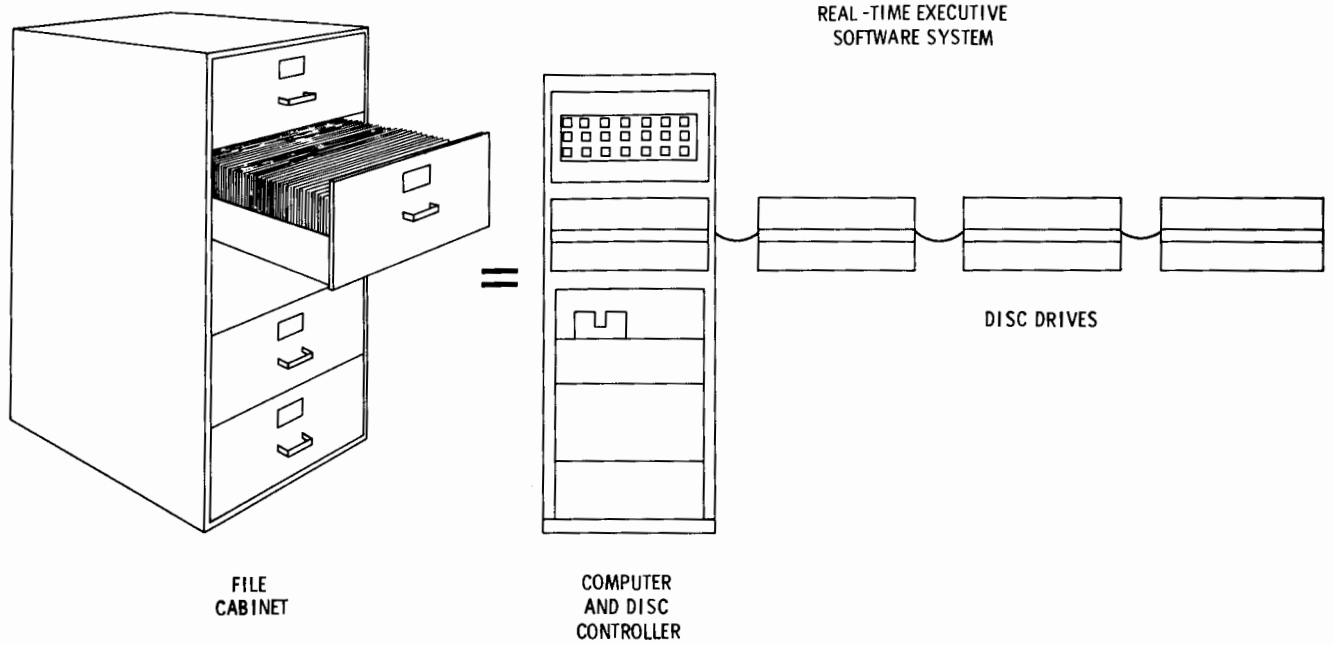 REAL-TIME EXECUTIVE
SOFTWARE SYSTEM
=
DISC DRIVES
FILE
CABINET
COMPUTER
AND DISC
CONTROLLER